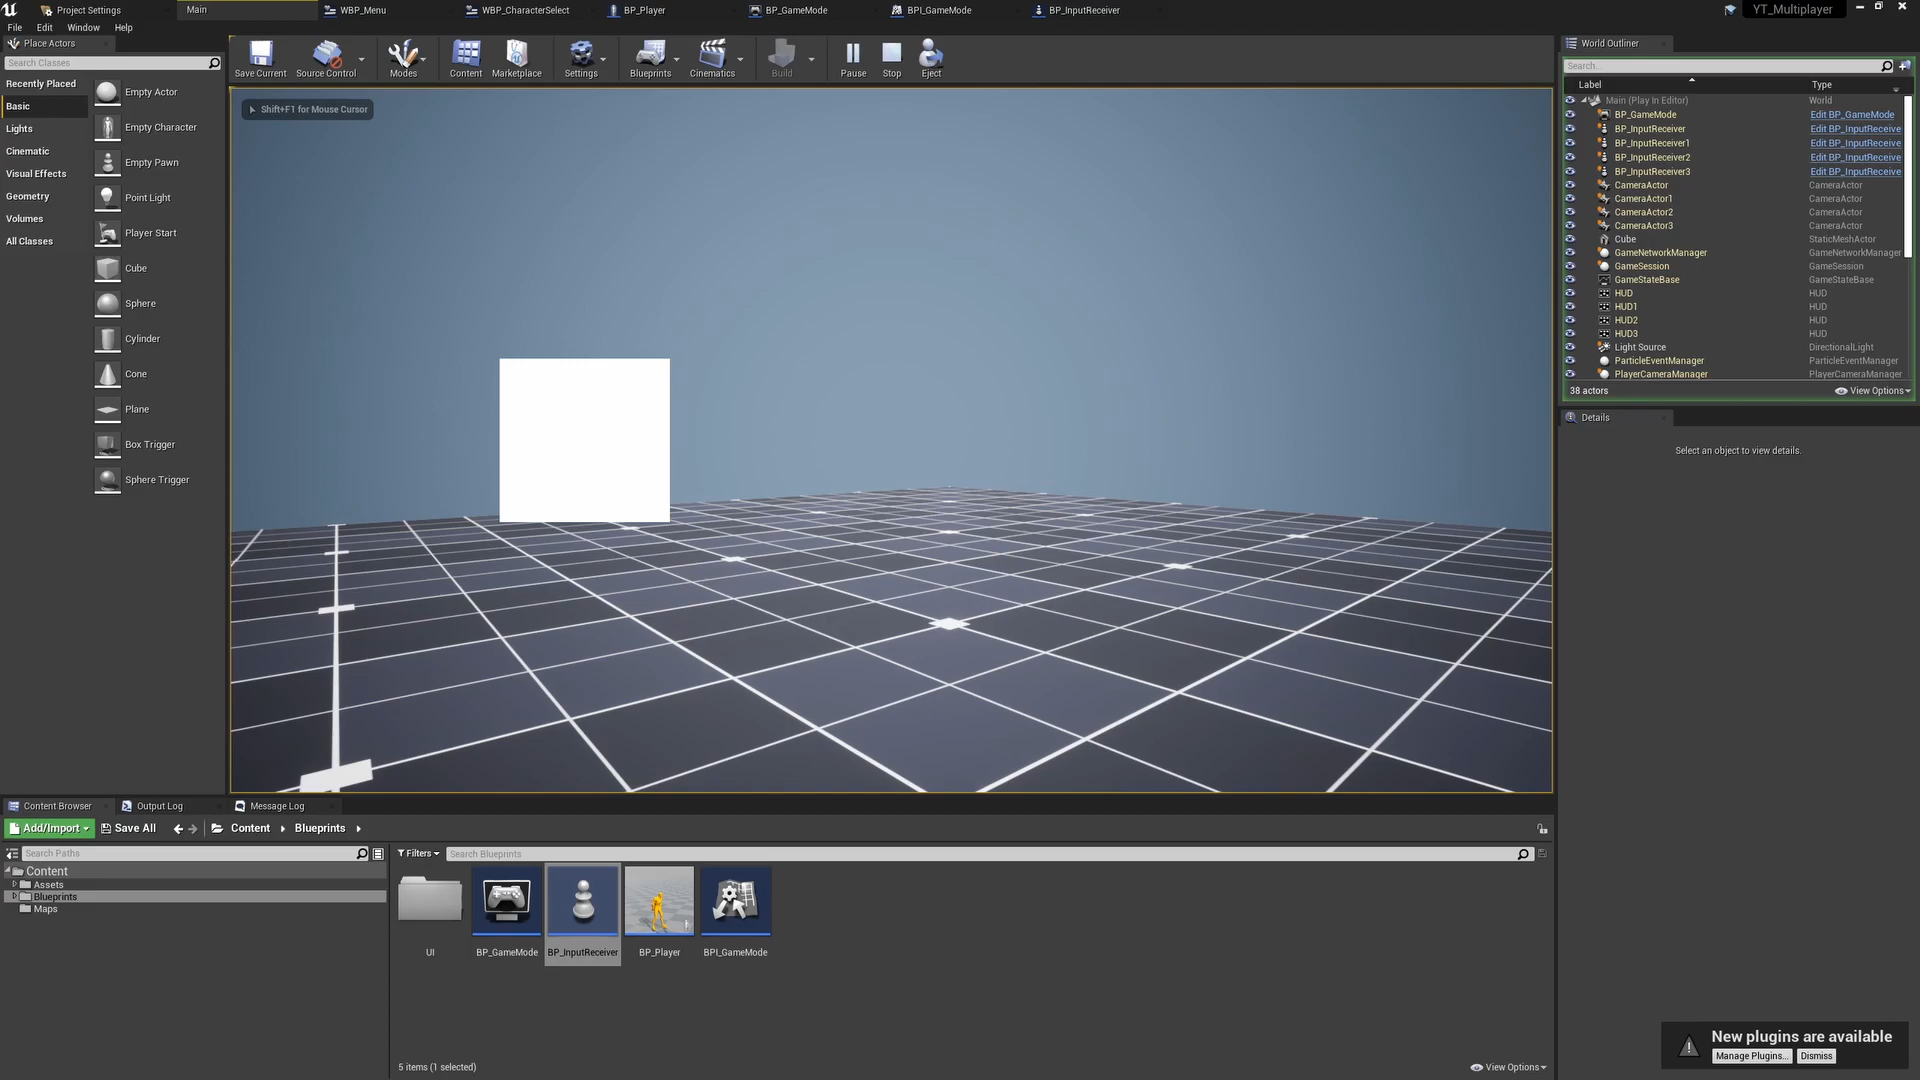 Project Settings
Main
WBP_Menu
WBP_CharacterSelect
BP_Player
BP_GameMode
BPI_GameMode
BP_InputReceiver
YT_Multiplayer
File Edit Window Help
Place Actors
Search Classes
Recently Placed
Basic
Lights
Cinematic
Visual Effects
Geometry
Volumes
All Classes
Empty Actor
Empty Character
Empty Pawn
Point Light
Player Start
Cube
Sphere
Cylinder
Cone
Plane
Box Trigger
Sphere Trigger
Save Current
Source Control
Modes
Content
Marketplace
Settings
Blueprints
Cinematics
Build
Pause
Stop
Eject
Shift+F1 for Mouse Cursor
World Outliner
Search...
Label Type
Main (Play In Editor) World
BP_GameMode Edit BP_GameMode
BP_InputReceiver Edit BP_InputReceive
BP_InputReceiver1 Edit BP_InputReceive
BP_InputReceiver2 Edit BP_InputReceive
BP_InputReceiver3 Edit BP_InputReceive
CameraActor CameraActor
CameraActor1 CameraActor
CameraActor2 CameraActor
CameraActor3 CameraActor
Cube StaticMeshActor
GameNetworkManager GameNetworkManager
GameSession GameSession
GameStateBase GameStateBase
HUD HUD
HUD1 HUD
HUD2 HUD
HUD3 HUD
Light Source DirectionalLight
ParticleEventManager ParticleEventManager
PlayerCameraManager PlayerCameraManager
38 actors
View Options
Details
Select an object to view details.
Content Browser
Output Log
Message Log
Add/Import
Save All
Content
Blueprints
Search Paths
Content
Assets
Blueprints
Maps
Filters
Search Blueprints
UI
BP_GameMode
BP_InputReceiver
BP_Player
BPI_GameMode
5 items (1 selected)
View Options
New plugins are available
Manage Plugins...
Dismiss